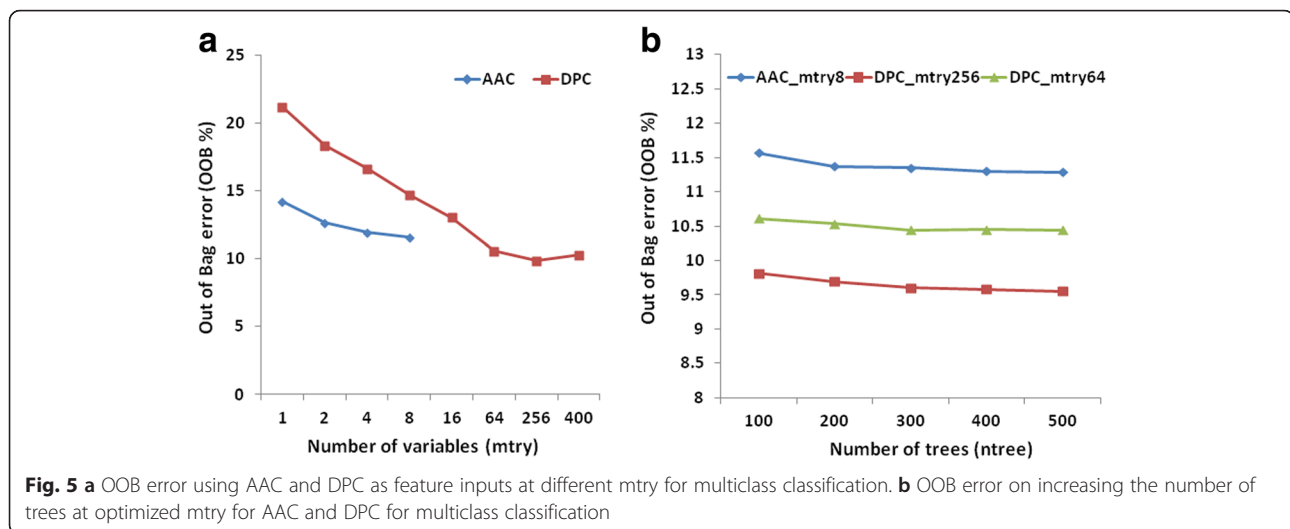 a
25
20
15
10
5
0
Out of Bag error (OOB %)
AAC DPC
1 2 4 8 16 64 256 400
Number of variables (mtry)
b
13
12.5
12
11.5
11
10.5
10
9.5
9
8.5
8
Out of Bag error (OOB %)
AAC_mtry8 DPC_mtry256 DPC_mtry64
100 200 300 400 500
Number of trees (ntree)
Fig. 5 a OOB error using AAC and DPC as feature inputs at different mtry for multiclass classification. b OOB error on increasing the number of
trees at optimized mtry for AAC and DPC for multiclass classification